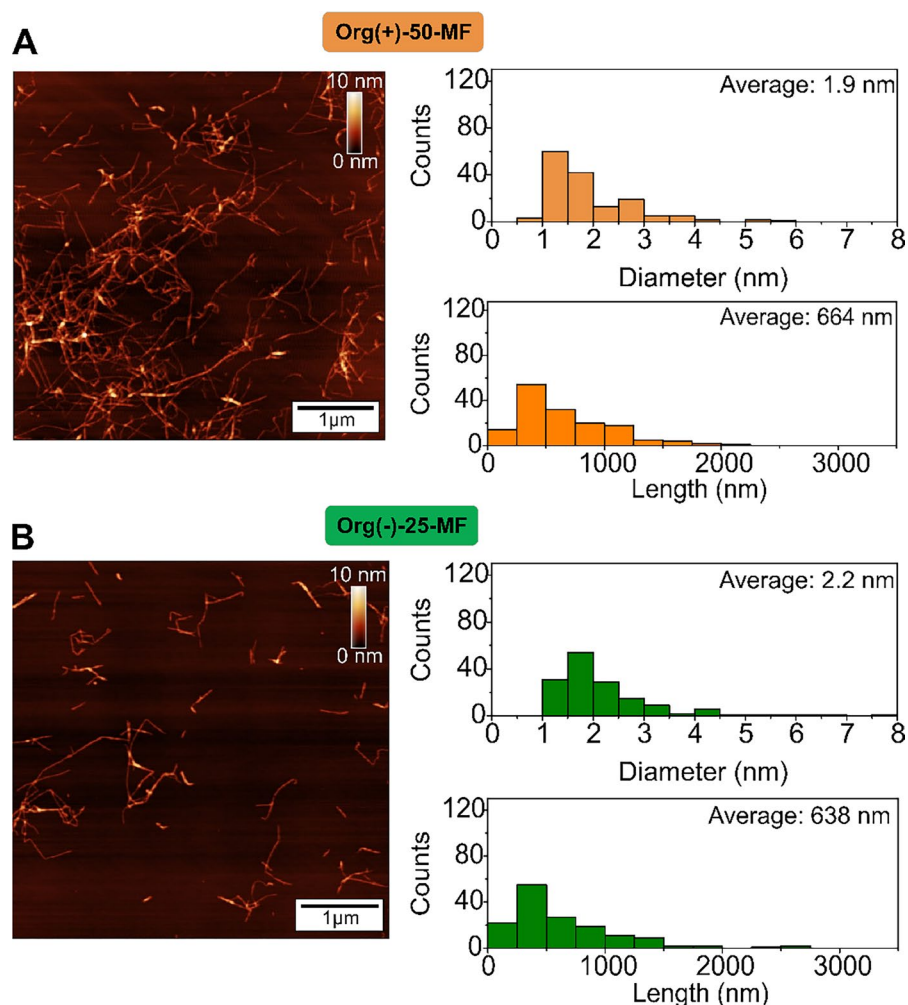 Org(+)-50-MF
A
10 nm
0 nm
1µm
120
80
40
0
Counts
Average: 1.9 nm
0 1 2 3 4 5 6 7 8
Diameter (nm)
120
80
40
0
Counts
Average: 664 nm
0 1000 2000 3000
Length (nm)
Org(-)-25-MF
B
10 nm
0 nm
1µm
120
80
40
0
Counts
Average: 2.2 nm
0 1 2 3 4 5 6 7 8
Diameter (nm)
120
80
40
0
Counts
Average: 638 nm
0 1000 2000 3000
Length (nm)